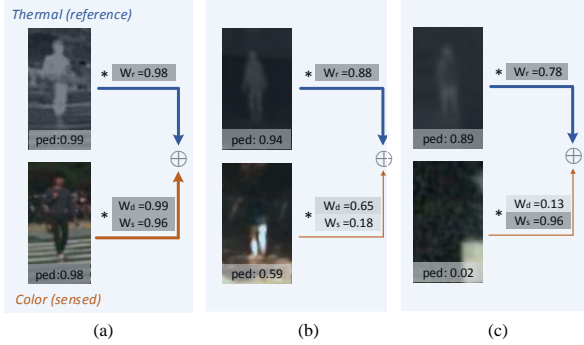 Thermal (reference)
* Wr =0.98
ped: 0.99
* Wr =0.88
ped: 0.94
* Wr =0.78
ped: 0.89
* Wd =0.99
Ws =0.96
ped: 0.98
* Wd =0.65
Ws =0.18
ped: 0.59
* Wd =0.13
Ws =0.96
ped: 0.02
Color (sensed)
(a)
(b)
(c)